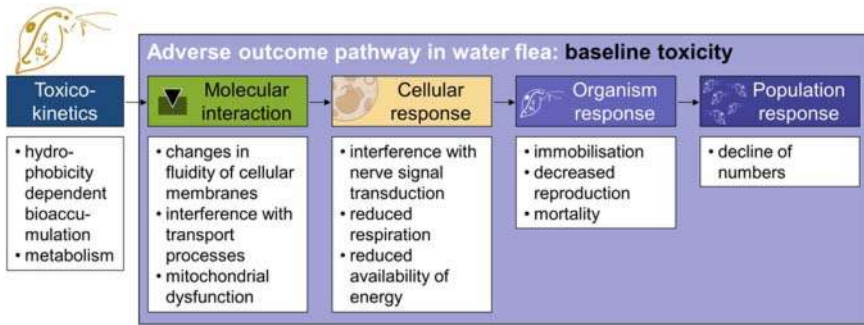 Adverse outcome pathway in water flea: baseline toxicity
Toxico-
kinetics
Molecular
interaction
Cellular
response
Organism
response
Population
response
• hydro-
phobicity
dependent
bioaccu-
mulation
• metabolism
• changes in
fluidity of cellular
membranes
• interference with
transport
processes
• mitochondrial
dysfunction
• interference with
nerve signal
transduction
• reduced
respiration
• reduced
availability of
energy
• immobilisation
• decreased
reproduction
• mortality
• decline of
numbers